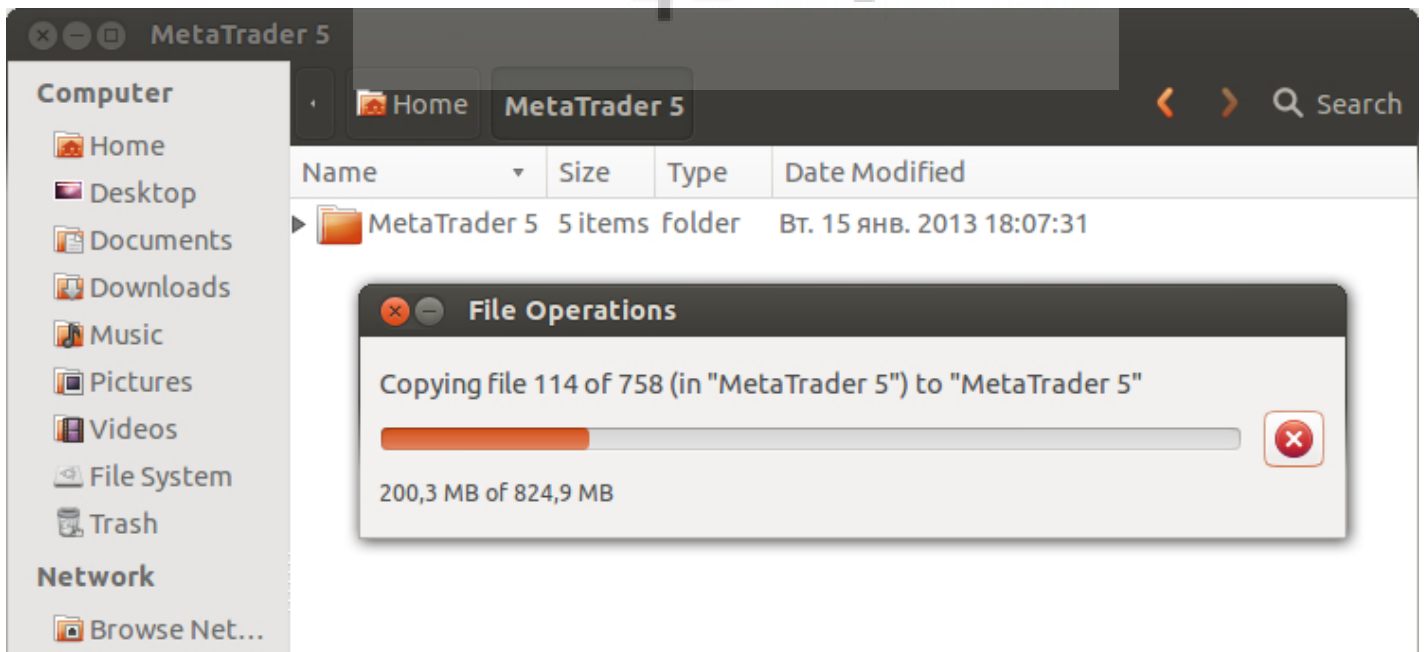 MetaTrader 5
Computer
Home
Desktop
Documents
Downloads
Music
Pictures
Videos
File System
Trash
Network
Browse Net…
Home MetaTrader 5 Search
Name Size Type Date Modified
MetaTrader 5 5 items folder Вт. 15 янв. 2013 18:07:31
File Operations
Copying file 114 of 758 (in "MetaTrader 5") to "MetaTrader 5"
200,3 MB of 824,9 MB